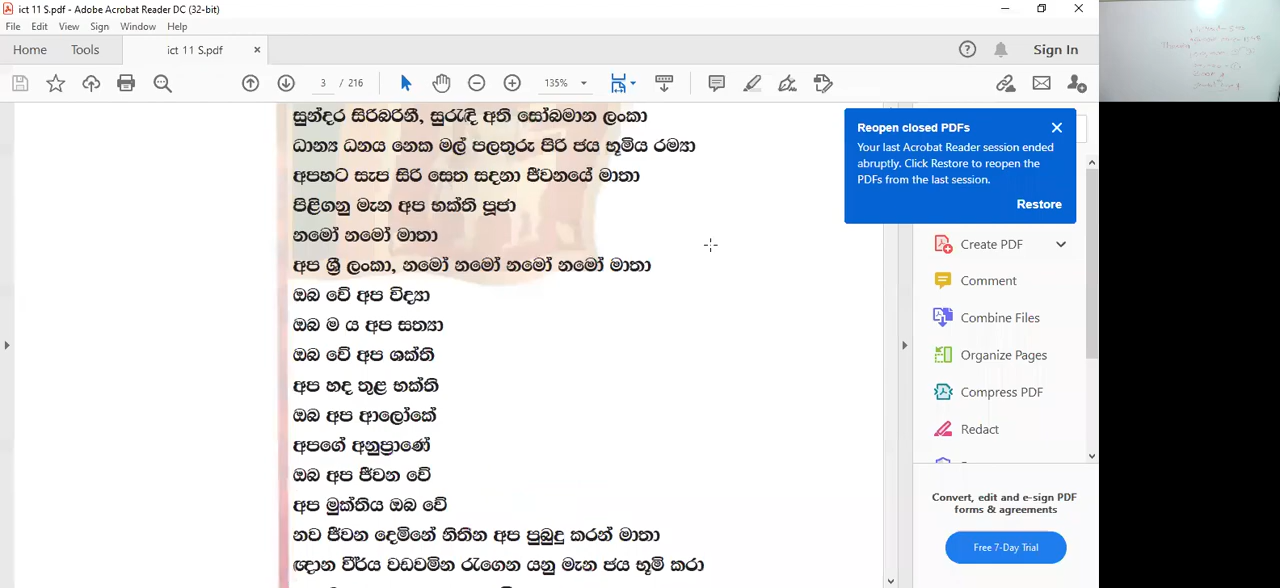 ict 11 S.pdf - Adobe Acrobat Reader DC (32-bit)
File Edit View Sign Window Help
Home Tools ict 11 S.pdf × Sign In
3 / 216 135%
සුන්දර සිරිබරිනී, සුරැඳි අති සෝබමාන ලංකා
ධාන්‍ය ධනය නෙක මල් පලතුරු පිරි ජය භූමිය රම්‍යා
අපහට සැප සිරි සෙත සදනා ජීවනයේ මාතා
පිළිගනු මැන අප භක්ති පූජා
නමෝ නමෝ මාතා
අප ශ්‍රී ලංකා, නමෝ නමෝ නමෝ නමෝ මාතා
ඔබ වේ අප විද්‍යා
ඔබ ම ය අප සත්‍යා
ඔබ වේ අප ශක්ති
අප හද තුළ භක්ති
ඔබ අප ආලෝකේ
අපගේ අනුප්‍රාණේ
ඔබ අප ජීවන වේ
අප මුක්තිය ඔබ වේ
නව ජීවන දෙමිනේ නිතින අප පුබුදු කරන් මාතා
ඥාන වීර්ය වඩවමින රැගෙන යනු මැන ජය භූමි කරා
Reopen closed PDFs
Your last Acrobat Reader session ended
abruptly. Click Restore to reopen the
PDFs from the last session.
Restore
Create PDF
Comment
Combine Files
Organize Pages
Compress PDF
Redact
Convert, edit and e-sign PDF
forms & agreements
Free 7-Day Trial